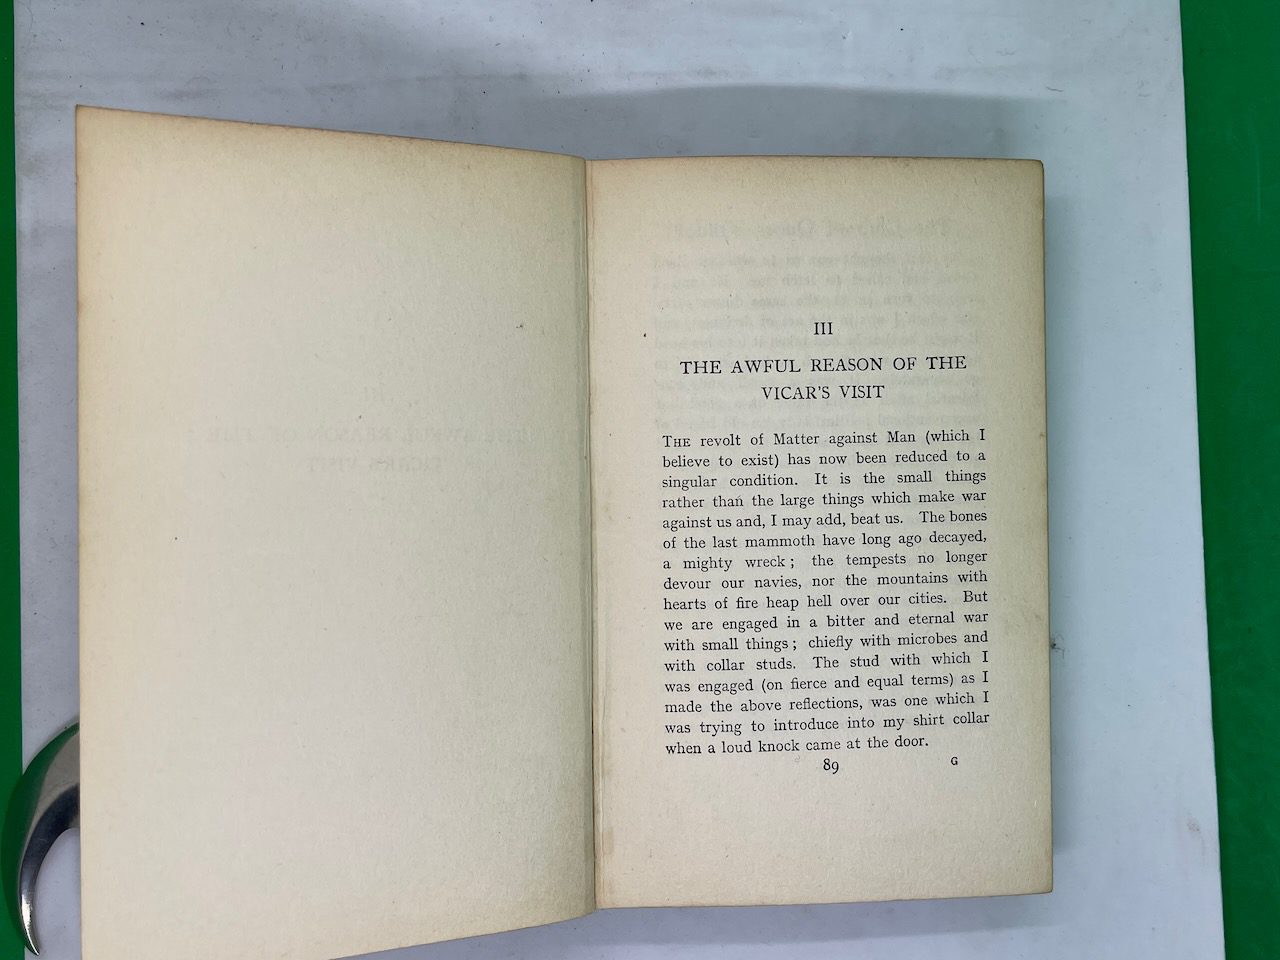 III
THE AWFUL REASON OF THE
VICAR'S VISIT
THE revolt of Matter against Man (which I
believe to exist) has now been reduced to a
singular condition. It is the small things
rather than the large things which make war
against us and, I may add, beat us. The bones
of the last mammoth have long ago decayed,
a mighty wreck ; the tempests no longer
devour our navies, nor the mountains with
hearts of fire heap hell over our cities. But
we are engaged in a bitter and eternal war
with small things ; chiefly with microbes and
with collar studs. The stud with which I
was engaged (on fierce and equal terms) as I
made the above reflections, was one which I
was trying to introduce into my shirt collar
when a loud knock came at the door.
89 G